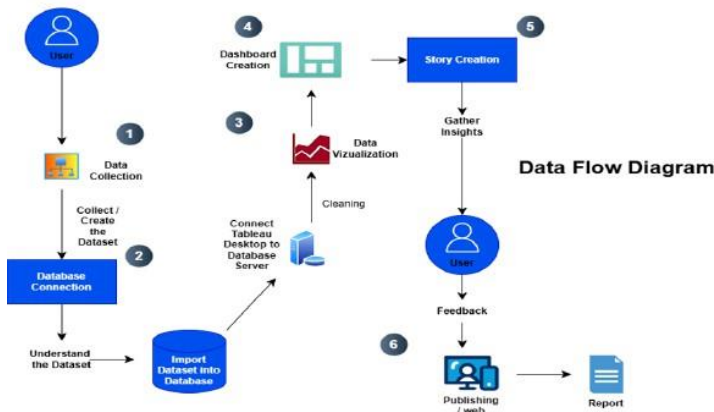 User
1
Data
Collection
Collect /
Create
the
Dataset
2
Database
Connection
Understand
the Dataset
Import
Dataset into
Database
Connect
Tableau
Desktop to
Database
Server
Cleaning
3
Data
Vizualization
4
Dashboard
Creation
5
Story Creation
Gather
Insights
Data Flow Diagram
User
Feedback
6
Publishing
/ web
Report